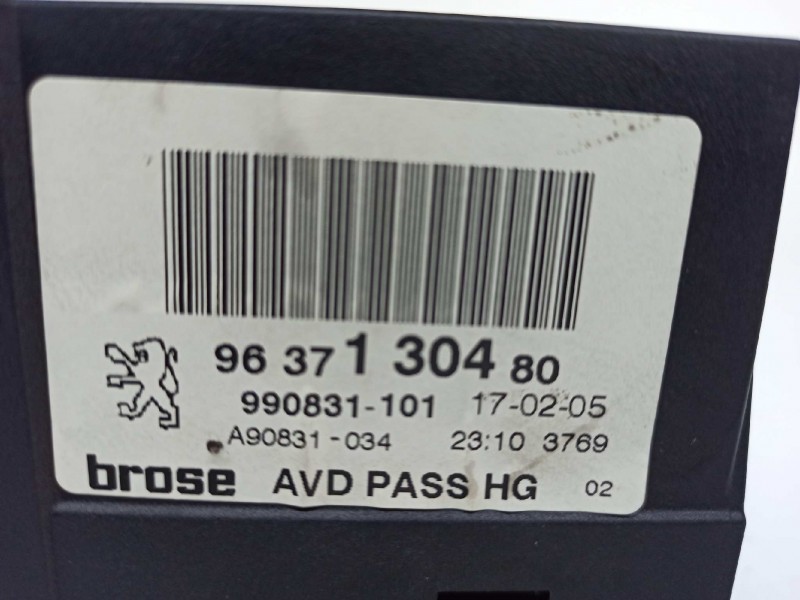 96 37 1 304 80
990831-101 17-02-05
A90831-034 23:10 3769
brose AVD PASS HG 02